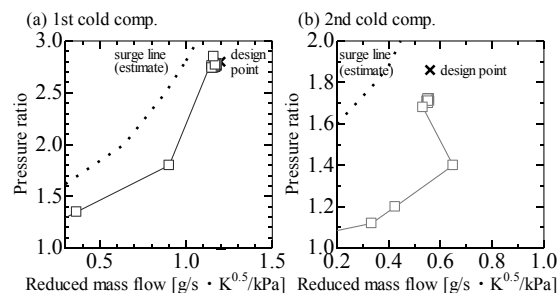 (a) 1st cold comp.
3.0
2.5
2.0
1.5
1.0
Pressure ratio
surge line
(estimate)
design
point
0.5
1.0
1.5
Reduced mass flow [g/s・K^0.5/kPa]
(b) 2nd cold comp.
2.0
1.8
1.6
1.4
1.2
1.0
Pressure ratio
surge line
(estimate)
design point
0.2
0.4
0.6
0.8
1.0
Reduced mass flow [g/s・K^0.5/kPa]